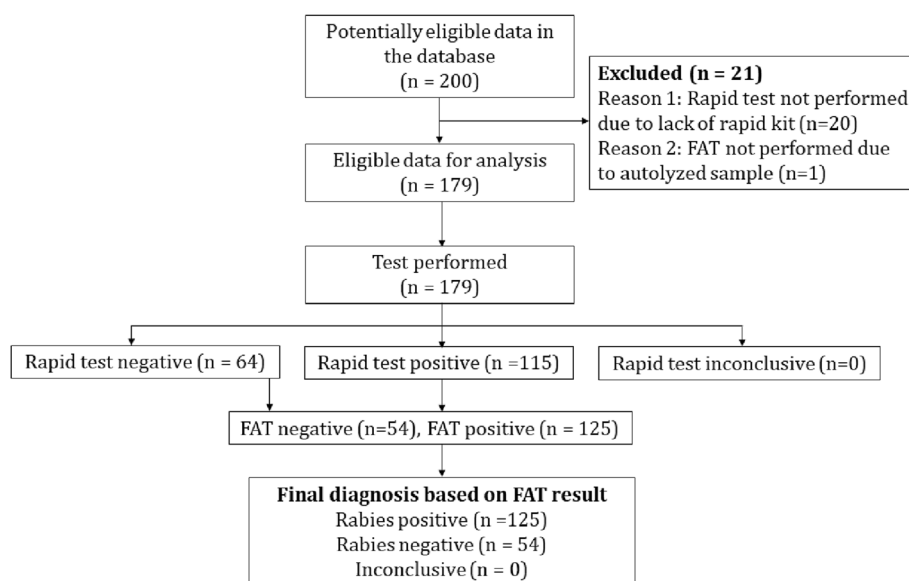 Potentially eligible data in
the database
(n = 200)
Excluded (n = 21)
Reason 1: Rapid test not performed
due to lack of rapid kit (n=20)
Reason 2: FAT not performed due
to autolyzed sample (n=1)
Eligible data for analysis
(n = 179)
Test performed
(n = 179)
Rapid test negative (n = 64)
Rapid test positive (n =115)
Rapid test inconclusive (n=0)
FAT negative (n=54), FAT positive (n = 125)
Final diagnosis based on FAT result
Rabies positive (n =125)
Rabies negative (n = 54)
Inconclusive (n = 0)